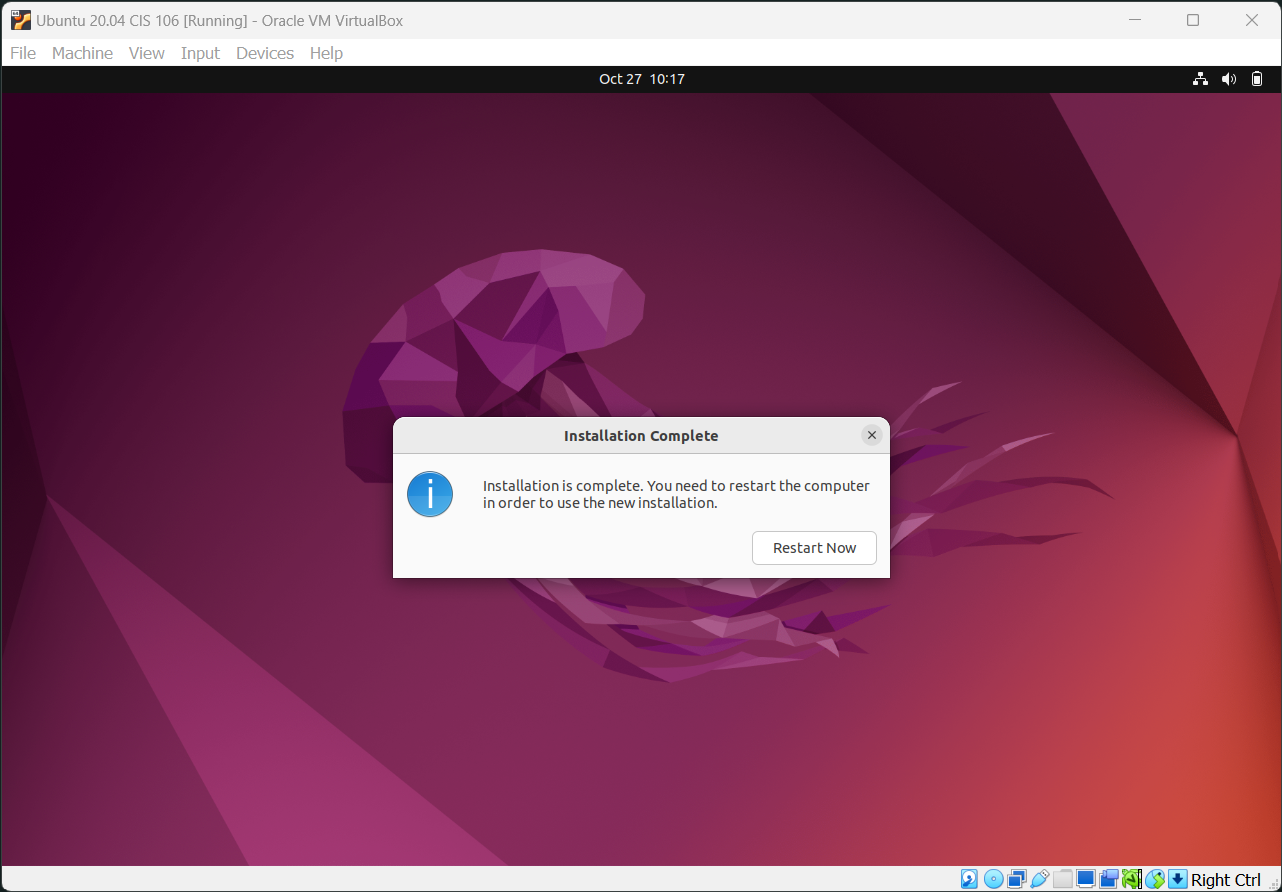 Ubuntu 20.04 CIS 106 [Running] - Oracle VM VirtualBox
File Machine View Input Devices Help
Oct 27 10:17
Installation Complete
Installation is complete. You need to restart the computer
in order to use the new installation.
Restart Now
Right Ctrl